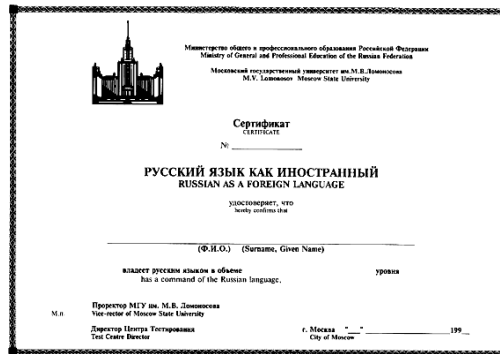 Министерство общего и профессионального образования Российской Федерации
Ministry of General and Professional Education of the Russian Federation
Московский государственный университет им.М.В.Ломоносова
M.V. Lomonosov Moscow State University
Сертификат
CERTIFICATE
№ ____________
РУССКИЙ ЯЗЫК КАК ИНОСТРАННЫЙ
RUSSIAN AS A FOREIGN LANGUAGE
удостоверяет, что
hereby confirms that
(Ф.И.О.) (Surname, Given Name)
владеет русским языком в объеме уровня
has a command of the Russian language,
Проректор МГУ им. М.В. Ломоносова
М.п. Vice-rector of Moscow State University
Директор Центра Тестирования г. Москва "__" ____________ 199_
Test Centre Director City of Moscow